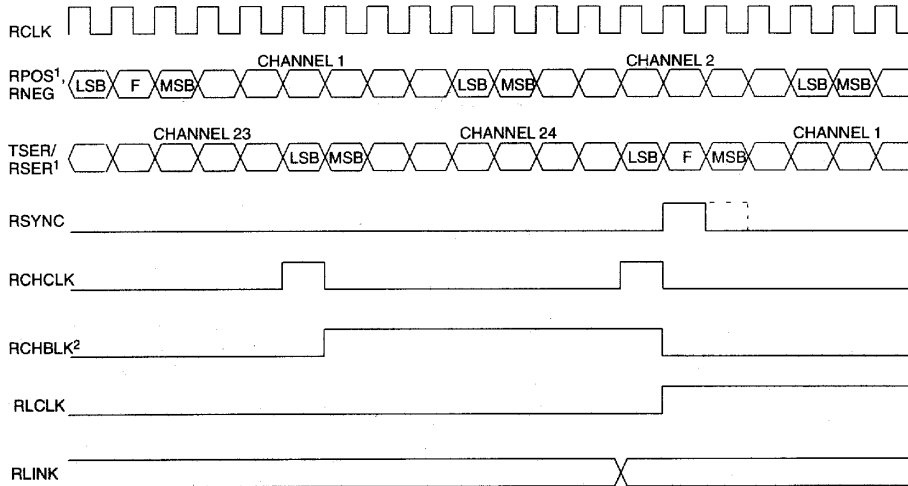 RCLK
CHANNEL 1 CHANNEL 2
RPOS¹,
RNEG LSB F MSB LSB MSB LSB MSB
CHANNEL 23 CHANNEL 24 CHANNEL 1
TSER/
RSER¹ LSB MSB LSB F MSB
RSYNC
RCHCLK
RCHBLK²
RLCLK
RLINK